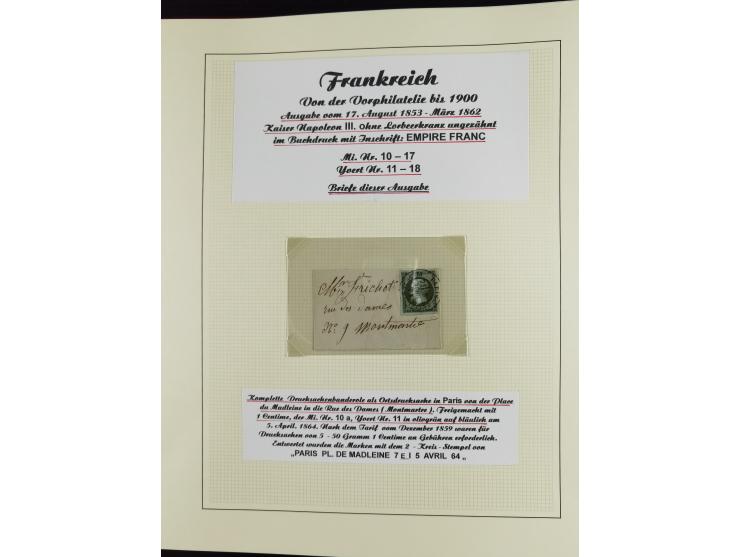 Frankreich
Von der Vorphilatelie bis 1900
Ausgabe vom 17. August 1853 - März 1862
Kaiser Napoleon III. ohne Lorbeerkranz ungezähnt
im Buchdruck mit Inschrift: EMPIRE FRANC
Mi. Nr. 10 – 17
Yvert Nr. 11 – 18
Briefe dieser Ausgabe
Mr Frichot
rue des Dames
No 9 Montmartre
Komplette Drucksachenbanderole als Ortsdrucksache in Paris von der Place
du Madleine in die Rue des Dames ( Montmartre ). Freigemacht mit
1 Centime, der Mi. Nr. 10 a, Yvert Nr. 11 in oliogrün auf bläulich am
5. April. 1864. Nach dem Tarif vom Dezember 1859 waren für
Drucksachen von 5 - 50 Gramm 1 Centime an Gebühren erforderlich.
Entwertet wurden die Marken mit dem 2 - Kreis - Stempel von
„PARIS PL. DE MADLEINE 7 E I 5 AVRIL 64 „